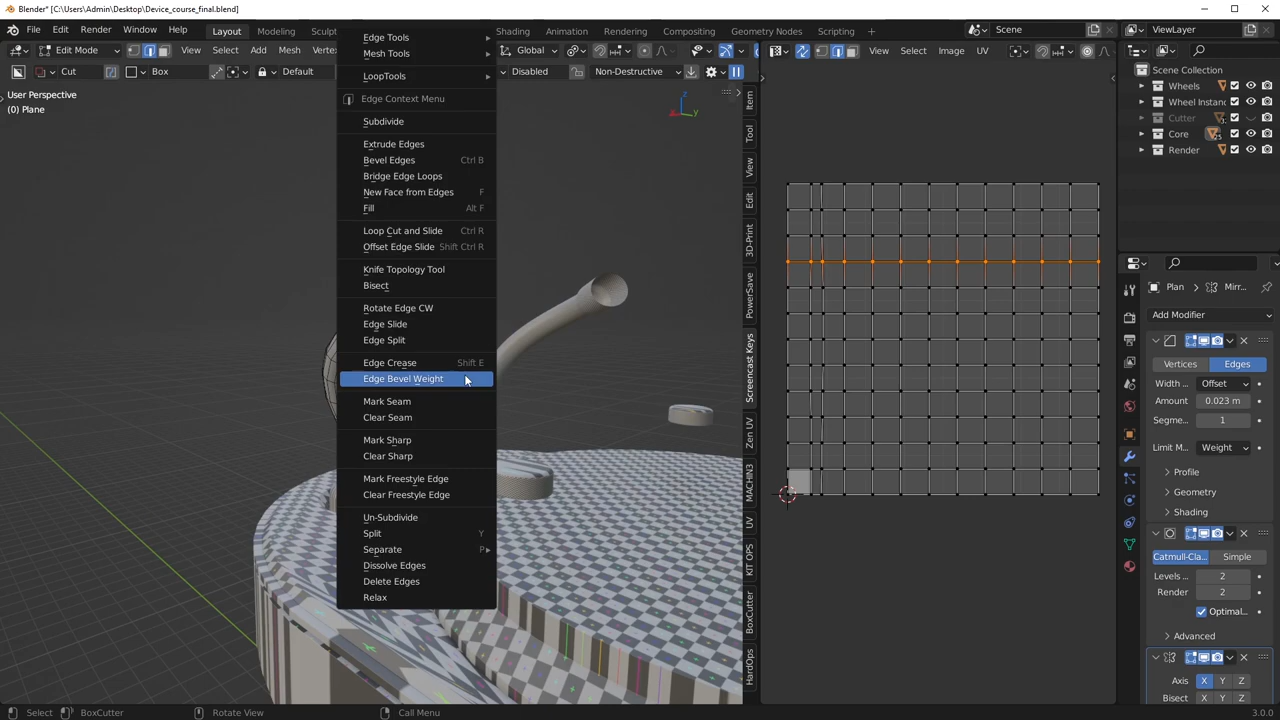 Blender* [C:\Users\Admin\Desktop\Device_course_final.blend]
File Edit Render Window Help Layout Modeling Sculpt Shading Animation Rendering Compositing Geometry Nodes Scripting + Scene ViewLayer
Edit Mode View Select Add Mesh Global View Select Image UV
Cut Box Default Disabled Non-Destructive
User Perspective
(0) Plane
Edge Tools
Mesh Tools
LoopTools
Edge Context Menu
Subdivide
Extrude Edges
Bevel Edges Ctrl B
Bridge Edge Loops
New Face from Edges F
Fill Alt F
Loop Cut and Slide Ctrl R
Offset Edge Slide Shift Ctrl R
Knife Topology Tool
Bisect
Rotate Edge CW
Edge Slide
Edge Split
Edge Crease Shift E
Edge Bevel Weight
Mark Seam
Clear Seam
Mark Sharp
Clear Sharp
Mark Freestyle Edge
Clear Freestyle Edge
Un-Subdivide
Split Y
Separate P
Dissolve Edges
Delete Edges
Relax
Z
X
Y
Item
Tool
View
Edit
3D-Print
PowerSave
Screencast Keys
Zen UV
MACHIN3
UV
KIT OPS
BoxCutter
HardOps
Scene Collection
Wheels
Wheel Instanc
Cutter
Core
Render
Plan > Mirr...
Add Modifier
Vertices Edges
Width ... Offset
Amount 0.023 m
Segme... 1
Limit M... Weight
Profile
Geometry
Shading
Catmull-Cla... Simple
Levels ... 2
Render 2
Optimal...
Advanced
Axis X Y Z
Bisect X Y Z
Select BoxCutter Rotate View Call Menu 3.0.0